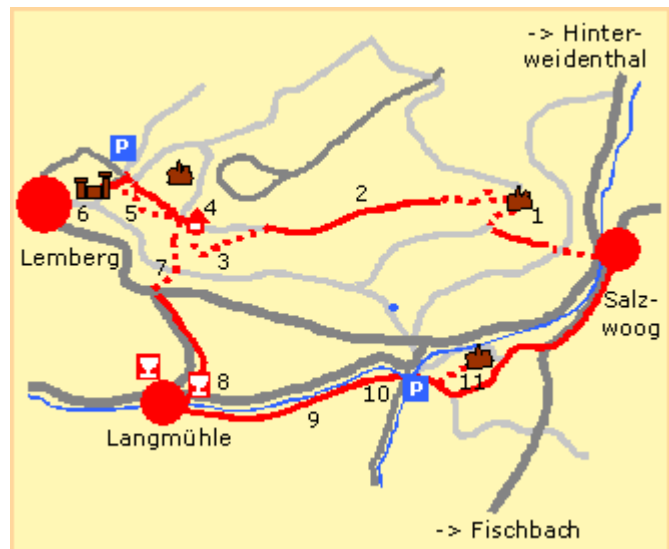 -> Hinter-
weidenthal
P
2
4
6
5
1
Lemberg
3
7
Salz-
woog
8
11
10
P
9
Langmühle
-> Fischbach